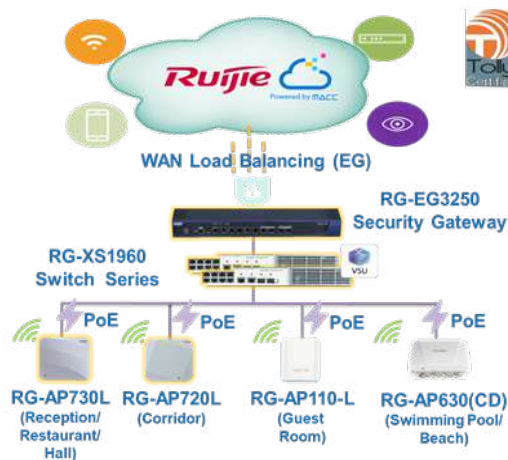 Ruijie
Powered by MACC
Tolly
WAN Load Balancing (EG)
RG-EG3250
Security Gateway
RG-XS1960
Switch Series
VSU
PoE PoE PoE PoE
RG-AP730L
(Reception/
Restaurant/
Hall)
RG-AP720L
(Corridor)
RG-AP110-L
(Guest
Room)
RG-AP630(CD)
(Swimming Pool/
Beach)